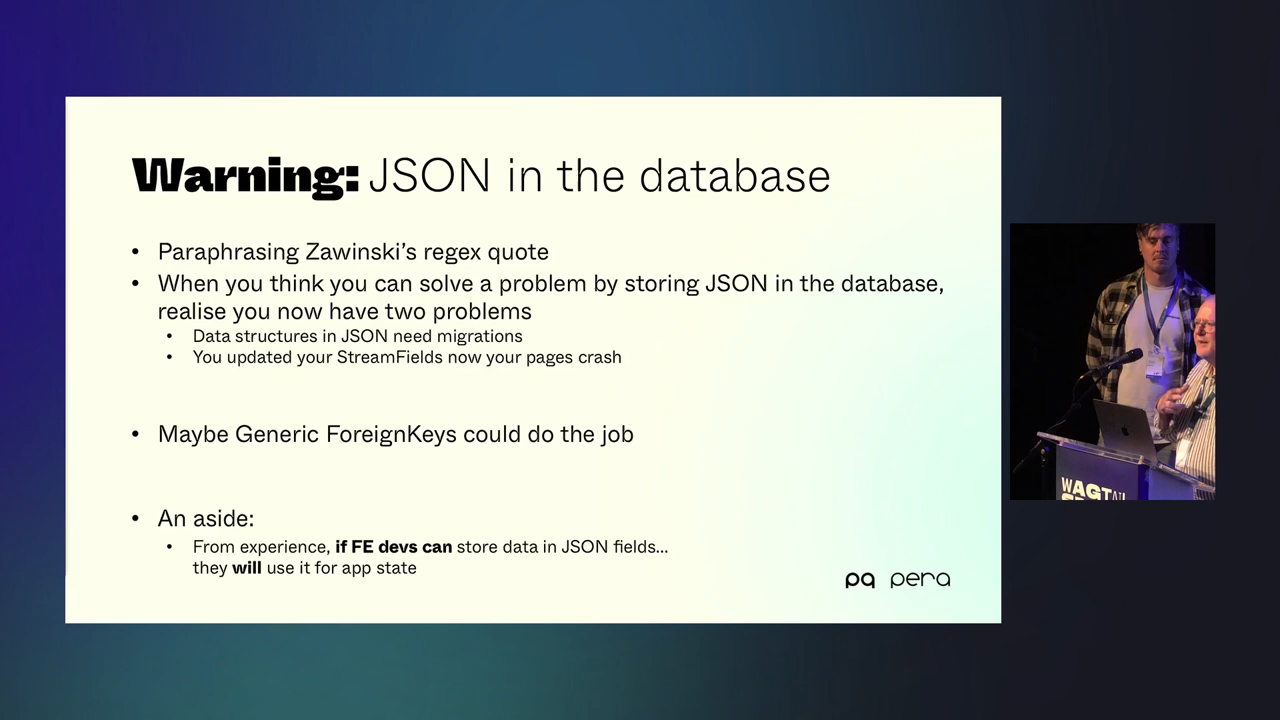 Warning: JSON in the database
• Paraphrasing Zawinski's regex quote
• When you think you can solve a problem by storing JSON in the database,
realise you now have two problems
• Data structures in JSON need migrations
• You updated your StreamFields now your pages crash
• Maybe Generic ForeignKeys could do the job
• An aside:
• From experience, if FE devs can store data in JSON fields...
they will use it for app state
pera
WAGTAIL